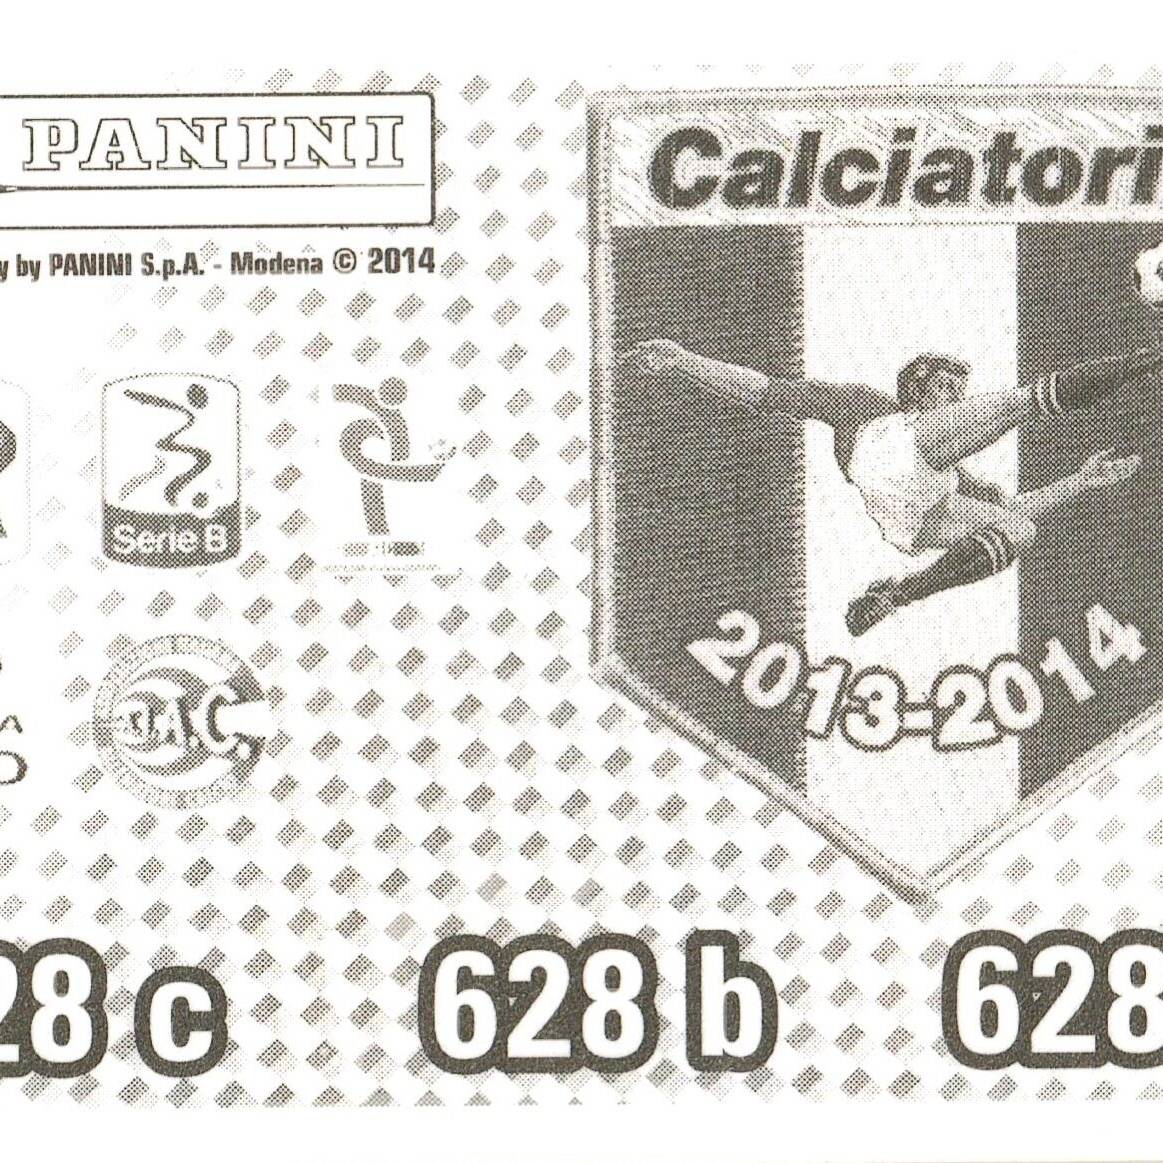 PANINI
y by PANINI S.p.A. - Modena © 2014
Calciatori
2013-2014
Serie B
A.C.
A
O
28 c
628 b
628